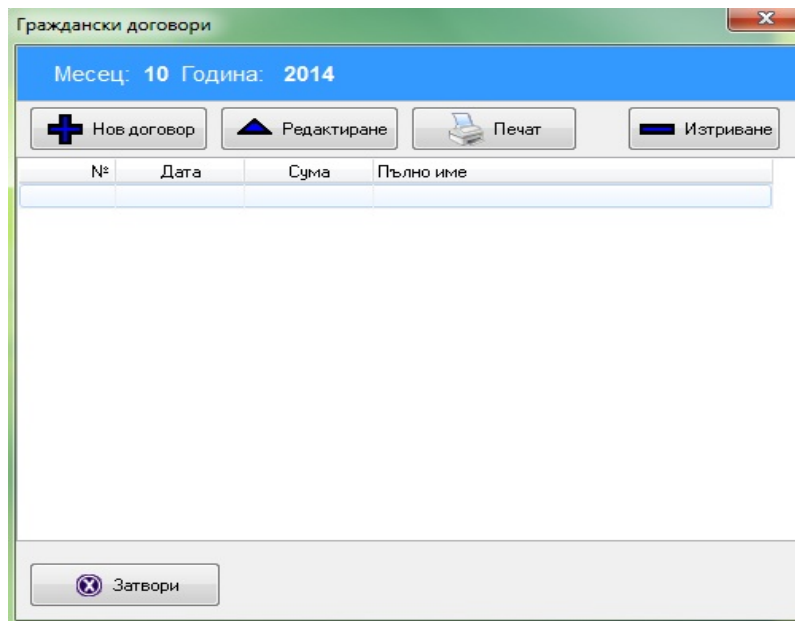 Граждански договори
Месец: 10 Година: 2014
Нов договор Редактиране Печат Изтриване
№ Дата Сума Пълно име
Затвори